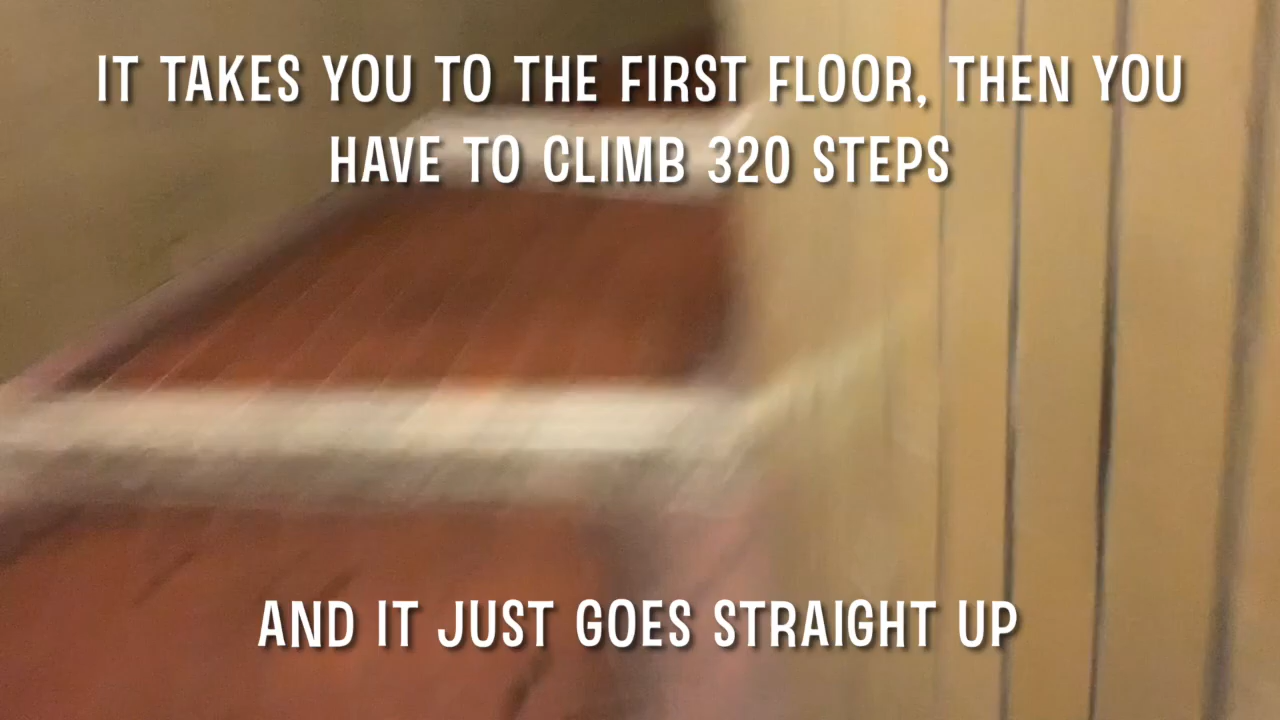 IT TAKES YOU TO THE FIRST FLOOR, THEN YOU
HAVE TO CLIMB 320 STEPS
AND IT JUST GOES STRAIGHT UP